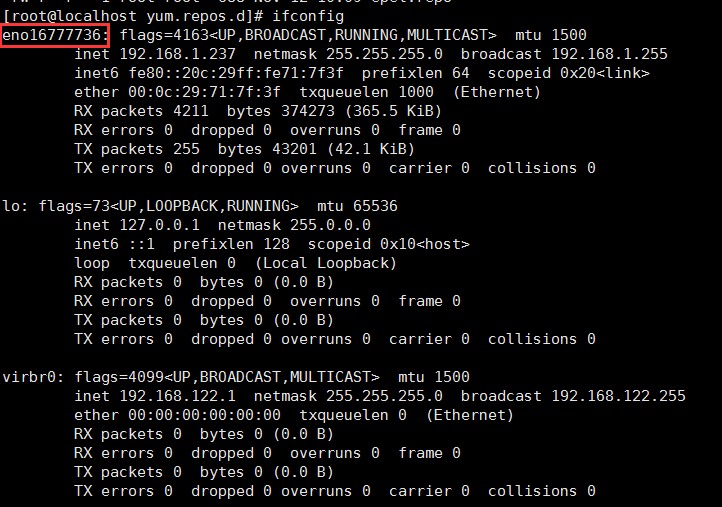 [root@localhost yum.repos.d]# ifconfig
eno16777736: flags=4163<UP,BROADCAST,RUNNING,MULTICAST>  mtu 1500
        inet 192.168.1.237  netmask 255.255.255.0  broadcast 192.168.1.255
        inet6 fe80::20c:29ff:fe71:7f3f  prefixlen 64  scopeid 0x20<link>
        ether 00:0c:29:71:7f:3f  txqueuelen 1000  (Ethernet)
        RX packets 4211  bytes 374273 (365.5 KiB)
        RX errors 0  dropped 0  overruns 0  frame 0
        TX packets 255  bytes 43201 (42.1 KiB)
        TX errors 0  dropped 0 overruns 0  carrier 0  collisions 0

lo: flags=73<UP,LOOPBACK,RUNNING>  mtu 65536
        inet 127.0.0.1  netmask 255.0.0.0
        inet6 ::1  prefixlen 128  scopeid 0x10<host>
        loop  txqueuelen 0  (Local Loopback)
        RX packets 0  bytes 0 (0.0 B)
        RX errors 0  dropped 0  overruns 0  frame 0
        TX packets 0  bytes 0 (0.0 B)
        TX errors 0  dropped 0 overruns 0  carrier 0  collisions 0

virbr0: flags=4099<UP,BROADCAST,MULTICAST>  mtu 1500
        inet 192.168.122.1  netmask 255.255.255.0  broadcast 192.168.122.255
        ether 00:00:00:00:00:00  txqueuelen 0  (Ethernet)
        RX packets 0  bytes 0 (0.0 B)
        RX errors 0  dropped 0  overruns 0  frame 0
        TX packets 0  bytes 0 (0.0 B)
        TX errors 0  dropped 0 overruns 0  carrier 0  collisions 0